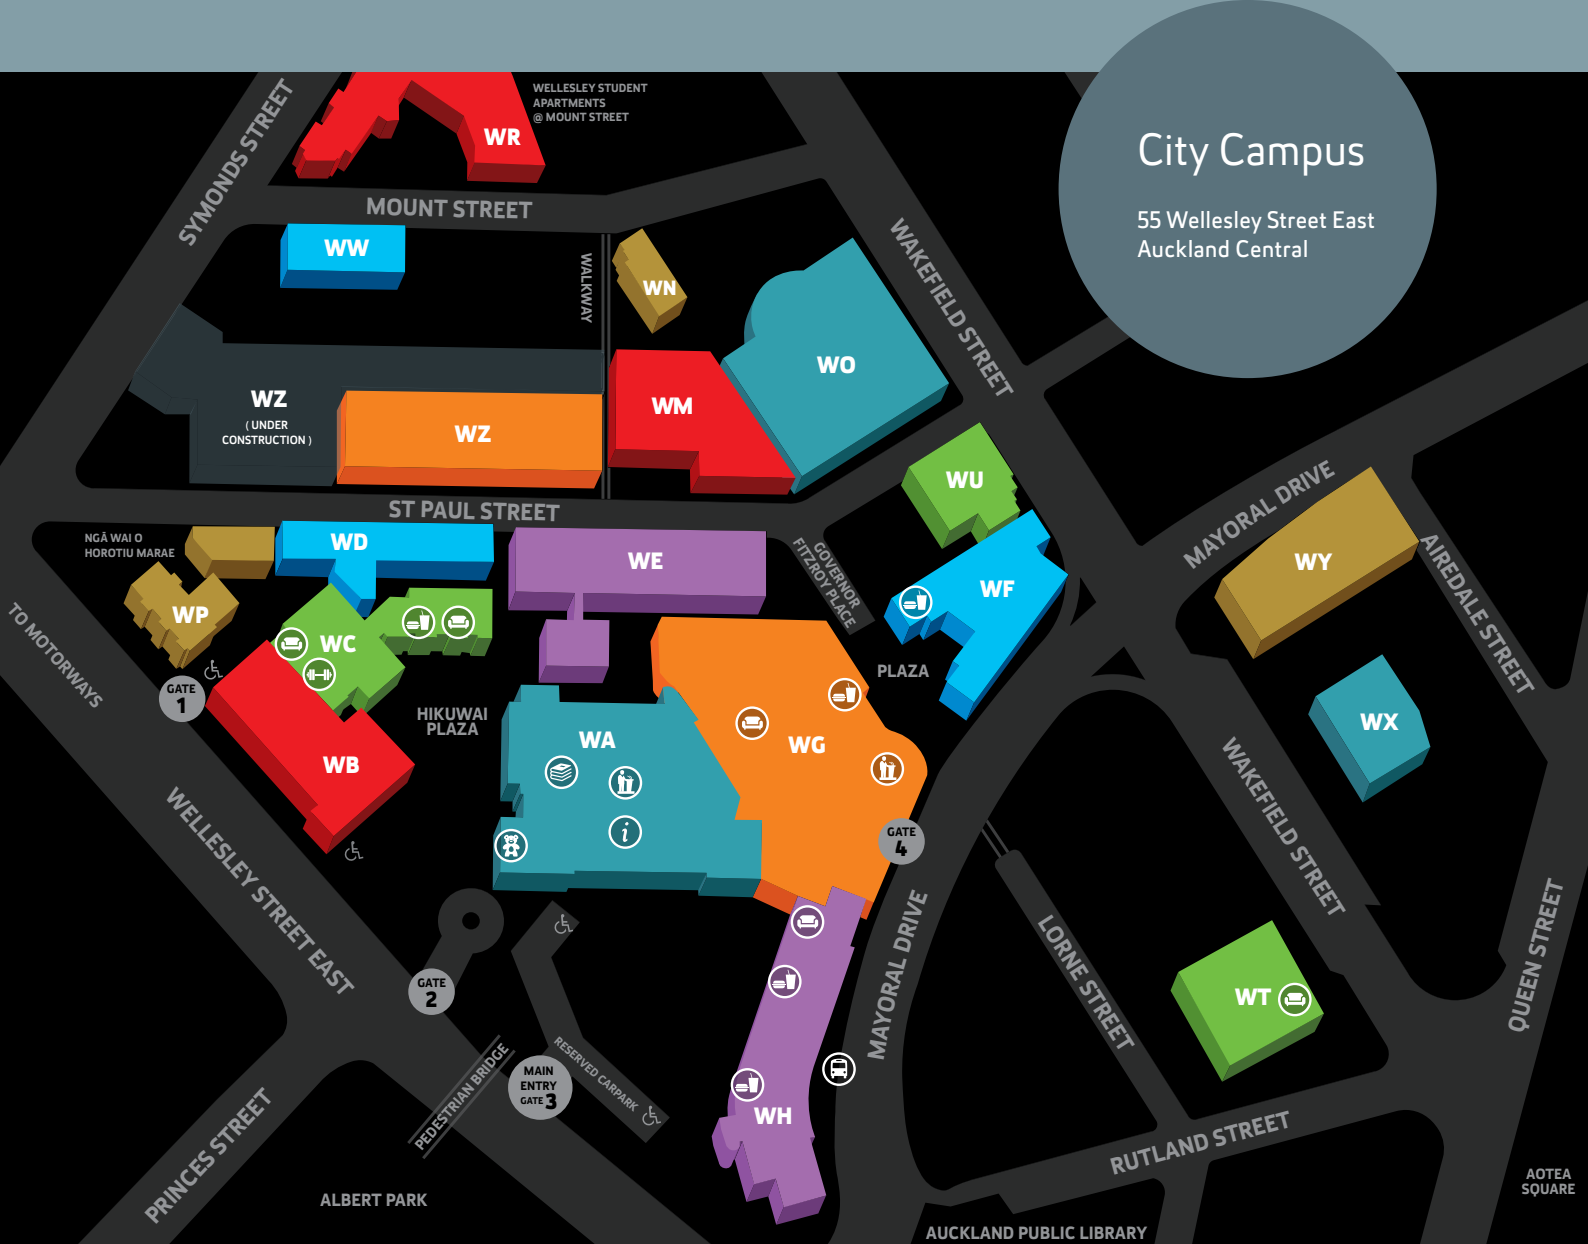 City Campus
55 Wellesley Street East
Auckland Central
WELLESLEY STUDENT
APARTMENTS
@ MOUNT STREET
SYMONDS STREET
WR
MOUNT STREET
WW
WALKWAY
WN
WAKEFIELD STREET
WO
WZ
( UNDER
CONSTRUCTION )
WZ
WM
WU
ST PAUL STREET
MAYORAL DRIVE
NGĀ WAI O
HOROTIU MARAE
WD
WE
GOVERNOR
FITZROY PLACE
WF
WY
AIREDALE STREET
WP
TO MOTORWAYS
WC
GATE
1
PLAZA
HIKUWAI
PLAZA
WA
WG
WX
WB
WAKEFIELD STREET
WELLESLEY STREET EAST
i
GATE
4
MAYORAL DRIVE
LORNE STREET
QUEEN STREET
GATE
2
WT
PEDESTRIAN BRIDGE
MAIN
ENTRY
GATE 3
RESERVED CARPARK
WH
PRINCES STREET
RUTLAND STREET
ALBERT PARK
AOTEA
SQUARE
AUCKLAND PUBLIC LIBRARY